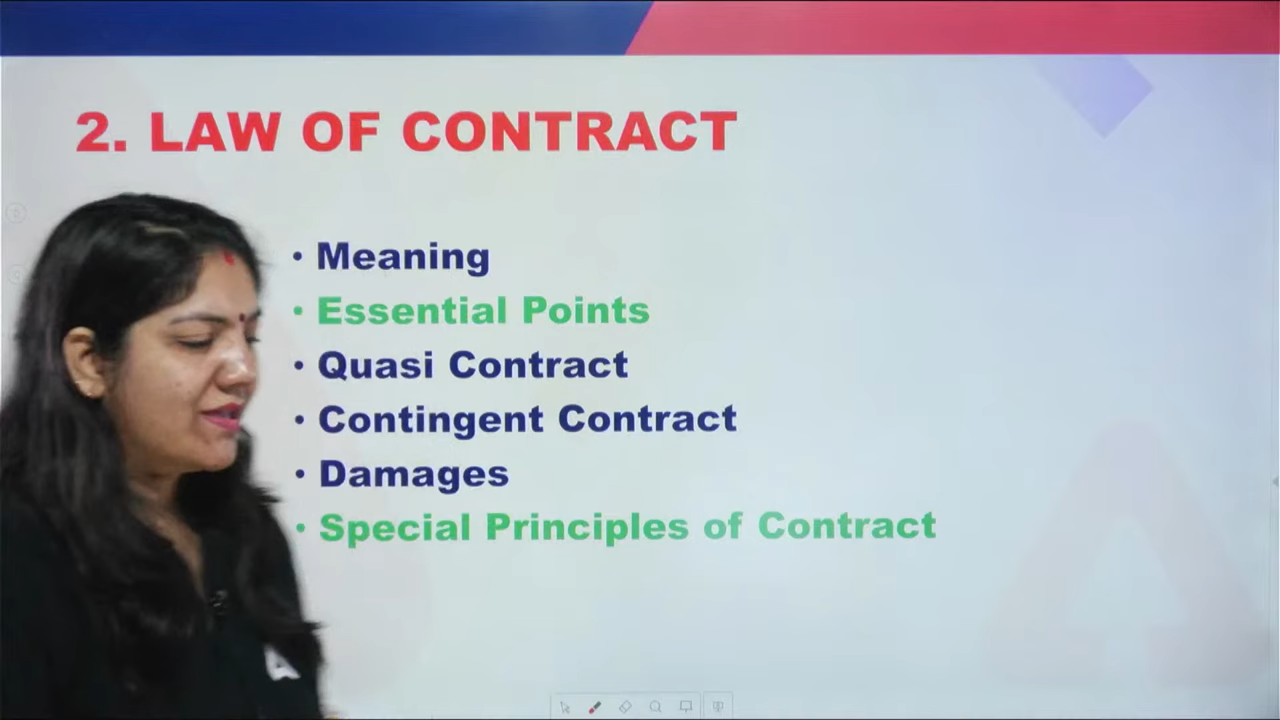 2. LAW OF CONTRACT
• Meaning
• Essential Points
• Quasi Contract
• Contingent Contract
• Damages
• Special Principles of Contract